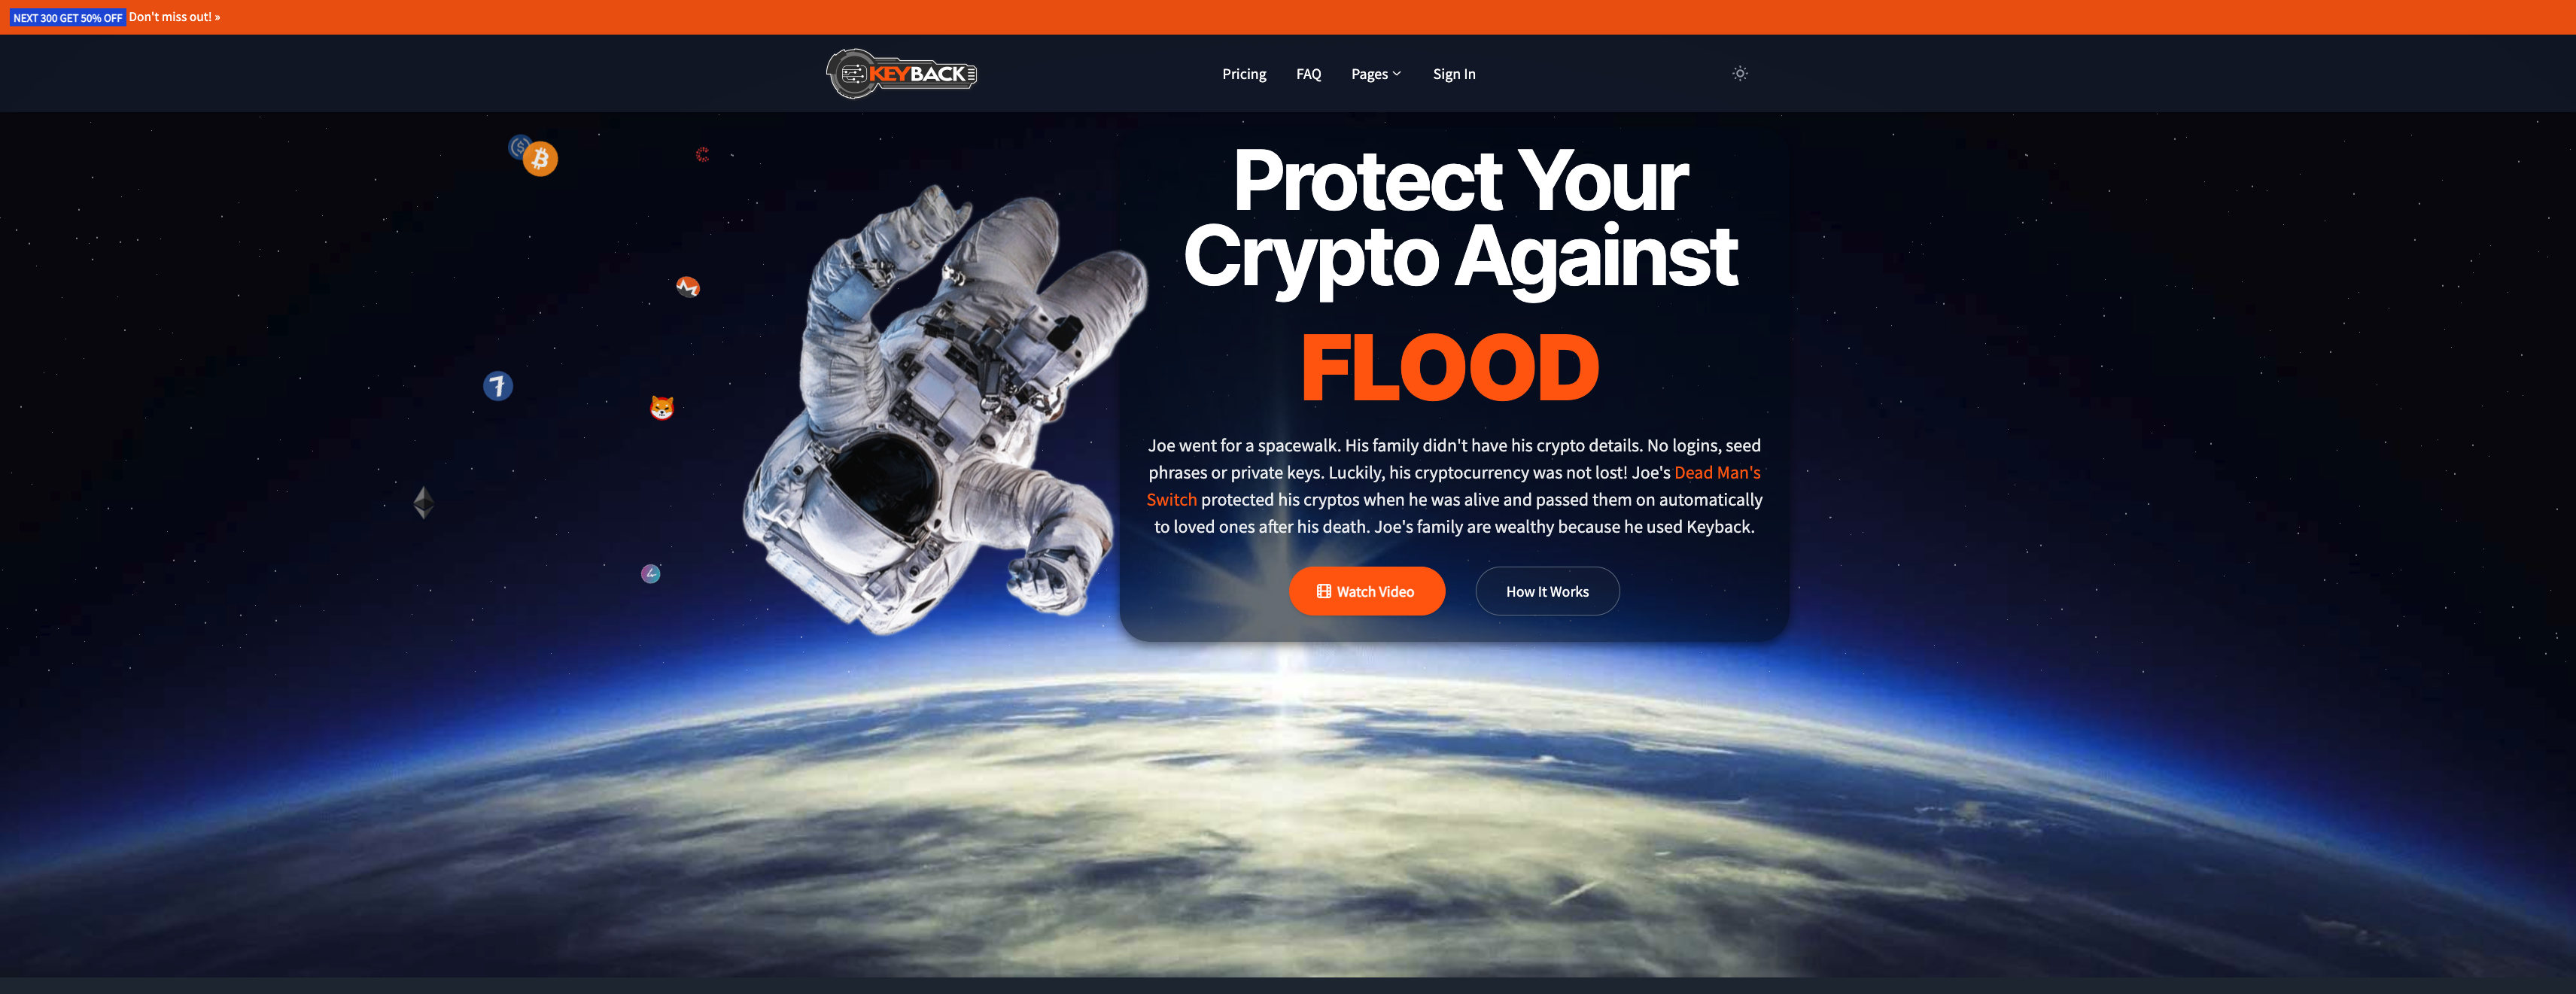 NEXT 300 GET 50% OFF Don't miss out! »
KEYBACK
Pricing FAQ Pages Sign In
Protect Your
Crypto Against
FLOOD
Joe went for a spacewalk. His family didn't have his crypto details. No logins, seed
phrases or private keys. Luckily, his cryptocurrency was not lost! Joe's Dead Man's
Switch protected his cryptos when he was alive and passed them on automatically
to loved ones after his death. Joe's family are wealthy because he used Keyback.
Watch Video How It Works